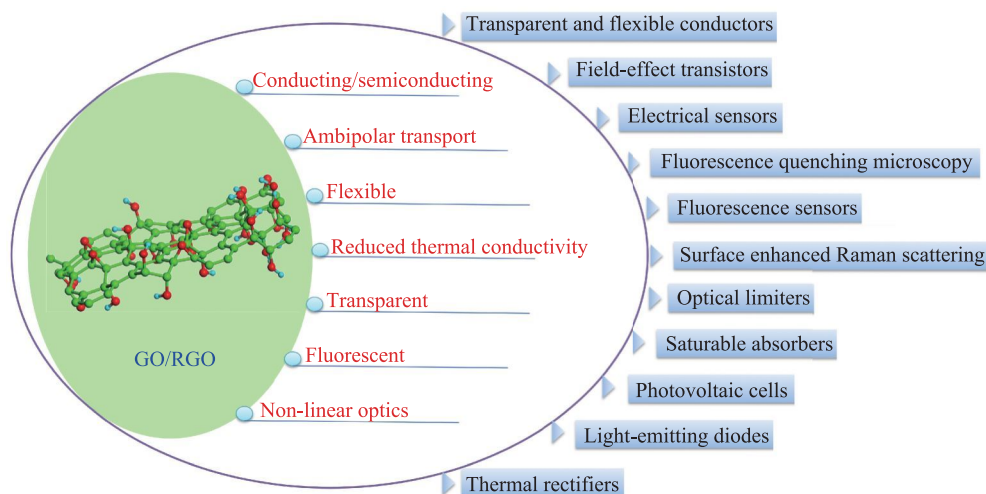 Transparent and flexible conductors
Field-effect transistors
Electrical sensors
Fluorescence quenching microscopy
Fluorescence sensors
Surface enhanced Raman scattering
Optical limiters
Saturable absorbers
Photovoltaic cells
Light-emitting diodes
Thermal rectifiers
Conducting/semiconducting
Ambipolar transport
Flexible
Reduced thermal conductivity
Transparent
Fluorescent
Non-linear optics
GO/RGO